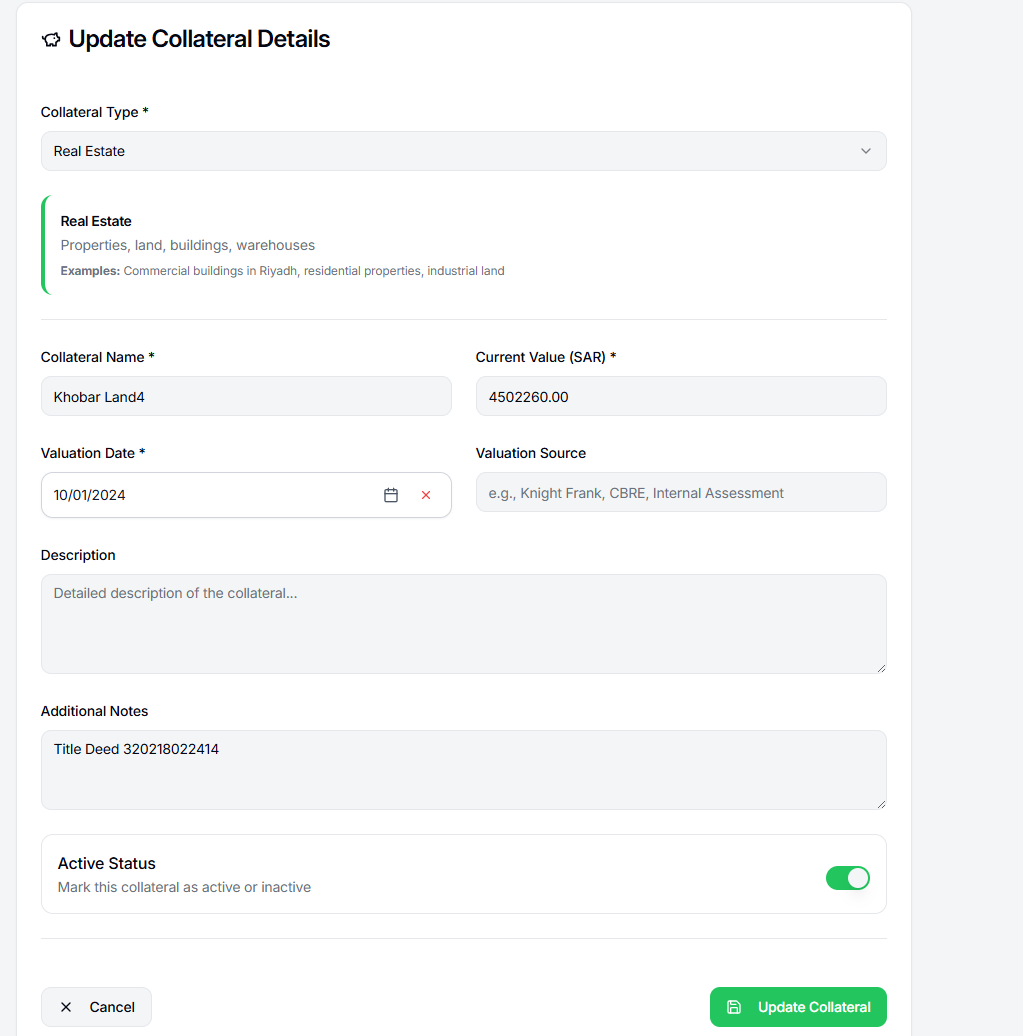 Update Collateral Details
Collateral Type *
Real Estate
Real Estate
Properties, land, buildings, warehouses
Examples: Commercial buildings in Riyadh, residential properties, industrial land
Collateral Name *
Current Value (SAR) *
Khobar Land4
4502260.00
Valuation Date *
Valuation Source
10/01/2024
e.g., Knight Frank, CBRE, Internal Assessment
Description
Detailed description of the collateral...
Additional Notes
Title Deed 320218022414
Active Status
Mark this collateral as active or inactive
Cancel
Update Collateral